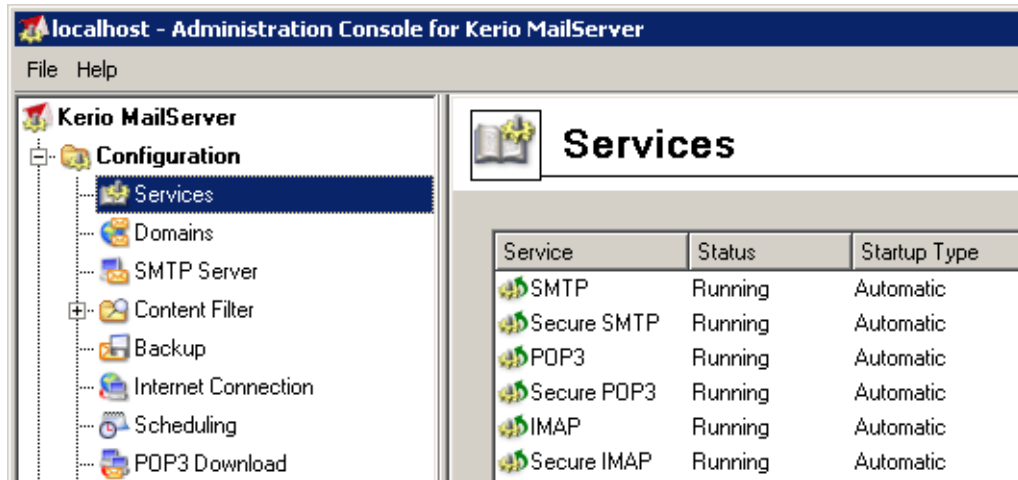 localhost - Administration Console for Kerio MailServer
File Help
Kerio MailServer
Configuration
Services
Domains
SMTP Server
Content Filter
Backup
Internet Connection
Scheduling
POP3 Download
Services
Service Status Startup Type
SMTP Running Automatic
Secure SMTP Running Automatic
POP3 Running Automatic
Secure POP3 Running Automatic
IMAP Running Automatic
Secure IMAP Running Automatic